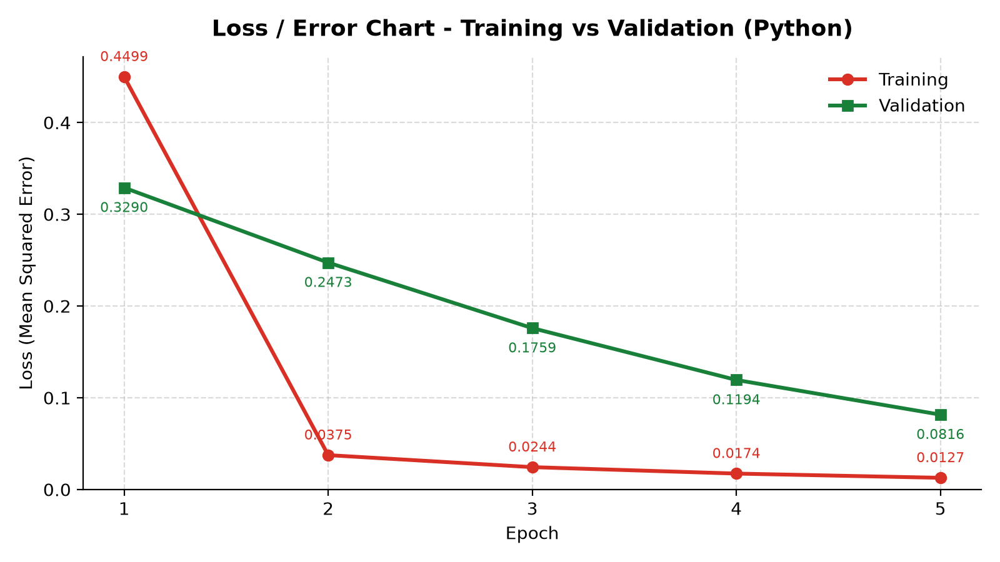 Loss / Error Chart - Training vs Validation (Python)
0.4499
Training
Validation
0.4
0.3290
0.3
0.2473
0.2
0.1759
0.1194
0.1
0.0816
0.0375
0.0244
0.0174
0.0127
0.0
1 2 3 4 5
Epoch
Loss (Mean Squared Error)